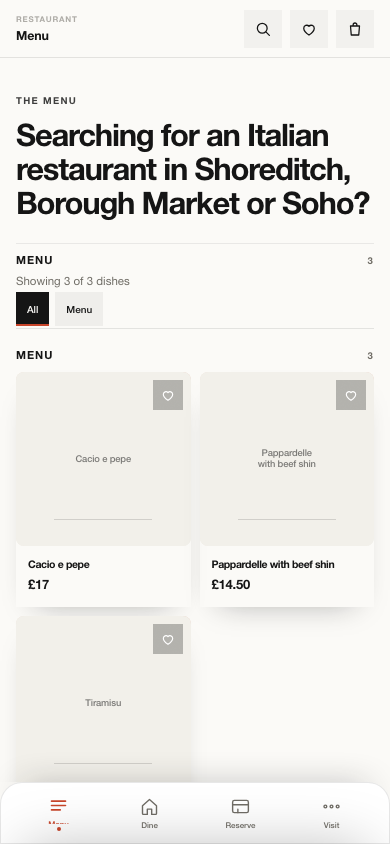 RESTAURANT
Menu
THE MENU
Searching for an Italian
restaurant in Shoreditch,
Borough Market or Soho?
MENU 3
Showing 3 of 3 dishes
All Menu
MENU 3
Cacio e pepe
Pappardelle
with beef shin
Cacio e pepe
£17
Pappardelle with beef shin
£14.50
Tiramisu
Dine Reserve Visit